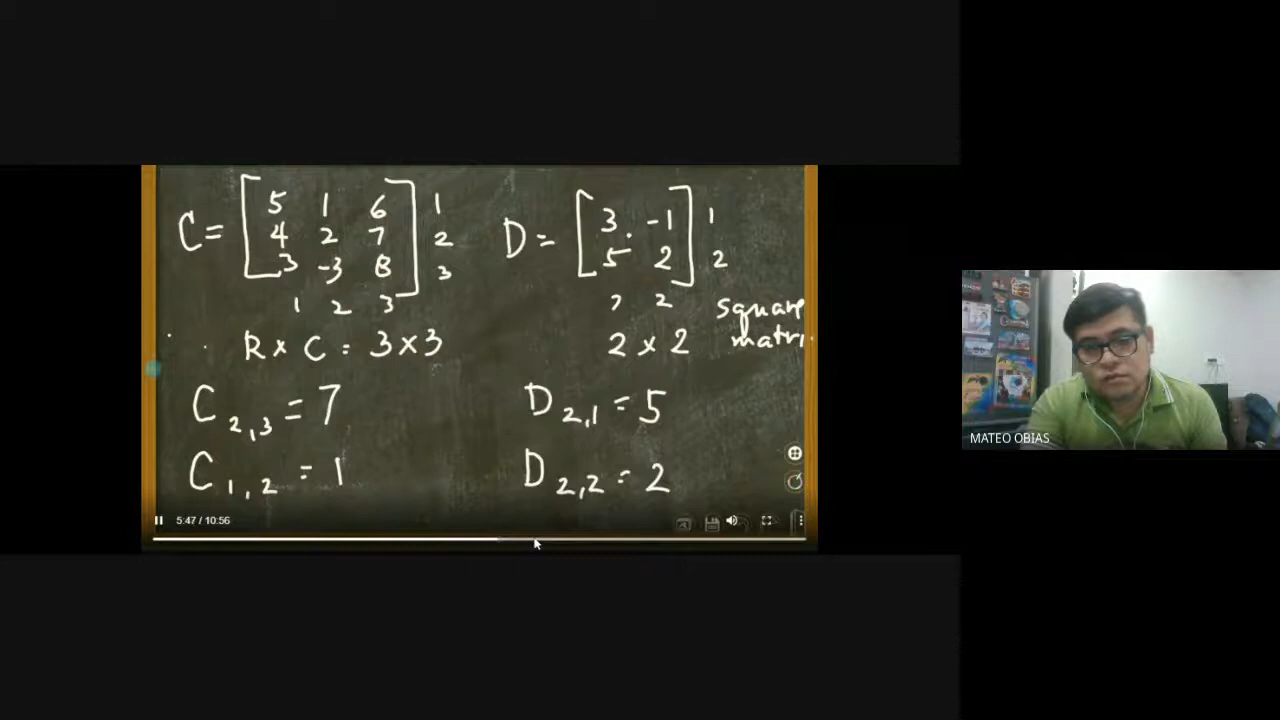 C = [ 5 1 6 ] 1
4 2 7 2
3 -3 8 3
1 2 3
R x C = 3 x 3
C 2,3 = 7
C 1,2 = 1
D = [ 3 -1 ] 1
5 2 2
2
square
2 x 2 matri
D 2,1 = 5
D 2,2 = 2
5:47 / 10:56
MATEO OBIAS